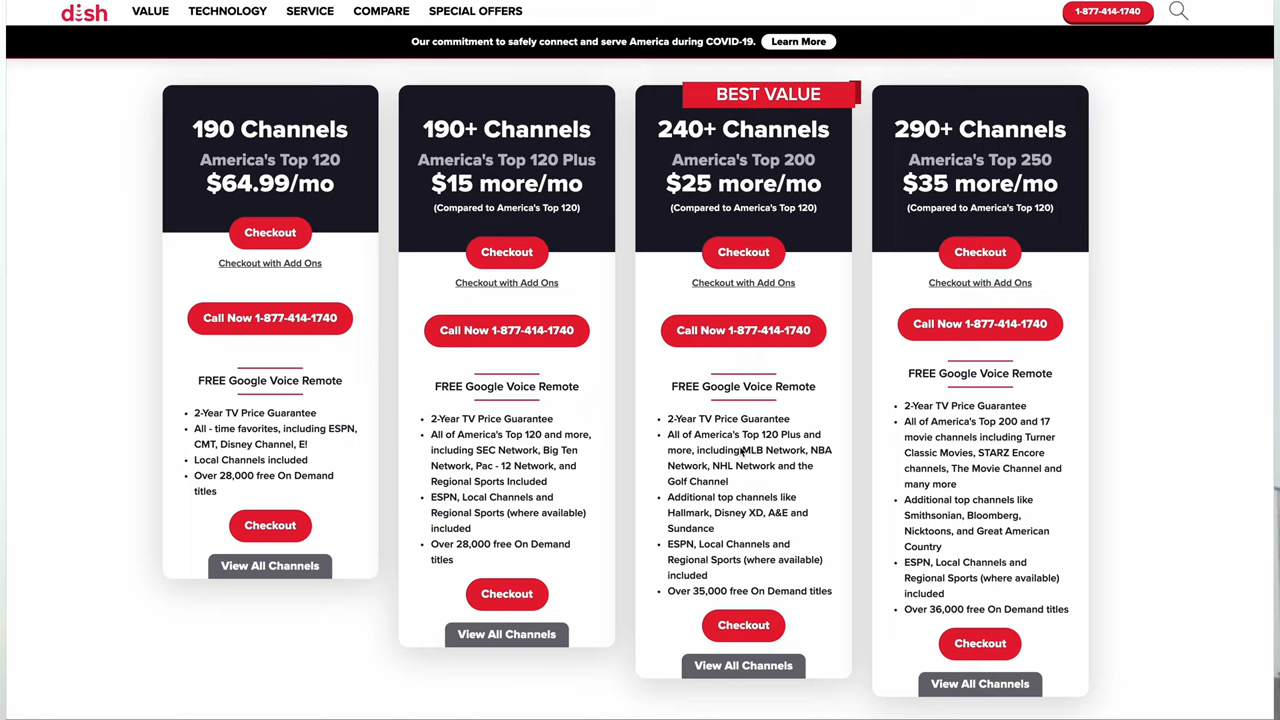 dish
VALUE
TECHNOLOGY
SERVICE
COMPARE
SPECIAL OFFERS
1-877-414-1740
Our commitment to safely connect and serve America during COVID-19.
Learn More
190 Channels
America's Top 120
$64.99/mo
Checkout
Checkout with Add Ons
Call Now 1-877-414-1740
FREE Google Voice Remote
• 2-Year TV Price Guarantee
• All - time favorites, including ESPN,
CMT, Disney Channel, E!
• Local Channels included
• Over 28,000 free On Demand
titles
Checkout
View All Channels
190+ Channels
America's Top 120 Plus
$15 more/mo
(Compared to America's Top 120)
Checkout
Checkout with Add Ons
Call Now 1-877-414-1740
FREE Google Voice Remote
• 2-Year TV Price Guarantee
• All of America's Top 120 and more,
including SEC Network, Big Ten
Network, Pac - 12 Network, and
Regional Sports Included
• ESPN, Local Channels and
Regional Sports (where available)
included
• Over 28,000 free On Demand
titles
Checkout
View All Channels
BEST VALUE
240+ Channels
America's Top 200
$25 more/mo
(Compared to America's Top 120)
Checkout
Checkout with Add Ons
Call Now 1-877-414-1740
FREE Google Voice Remote
• 2-Year TV Price Guarantee
• All of America's Top 120 Plus and
more, including MLB Network, NBA
Network, NHL Network and the
Golf Channel
• Additional top channels like
Hallmark, Disney XD, A&E and
Sundance
• ESPN, Local Channels and
Regional Sports (where available)
included
• Over 35,000 free On Demand titles
Checkout
View All Channels
290+ Channels
America's Top 250
$35 more/mo
(Compared to America's Top 120)
Checkout
Checkout with Add Ons
Call Now 1-877-414-1740
FREE Google Voice Remote
• 2-Year TV Price Guarantee
• All of America's Top 200 and 17
movie channels including Turner
Classic Movies, STARZ Encore
channels, The Movie Channel and
many more
• Additional top channels like
Smithsonian, Bloomberg,
Nicktoons, and Great American
Country
• ESPN, Local Channels and
Regional Sports (where available)
included
• Over 36,000 free On Demand titles
Checkout
View All Channels